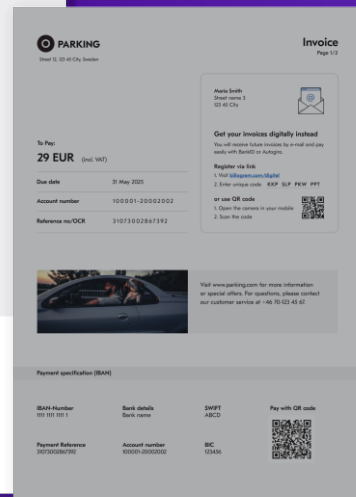 PARKING
Street 12, 123 45 City, Sweden
Invoice
Page 1/2
Maria Smith
Street name 3
123 45 City
Get your invoices digitally instead
You will receive future invoices by e-mail and pay
easily with BankID or Autogiro.
Register via link
1. Visit billogram.com/digital
2. Enter unique code KKP SLP PKW PPT
or use QR code
1. Open the camera in your mobile
2. Scan the code
To Pay:
29 EUR (incl. VAT)
Due date 31 May 2025
Account number 100001-20002002
Reference no/OCR 31073002867392
Visit www.parking.com for more information
or special offers. For questions, please contact
our customer service at +46 70-123 45 67.
Payment specification (IBAN)
IBAN-Number Bank details SWIFT Pay with QR code
1111 1111 1111 1 Bank name ABCD
Payment Reference Account number BIC
31073002867392 100001-20002002 123456